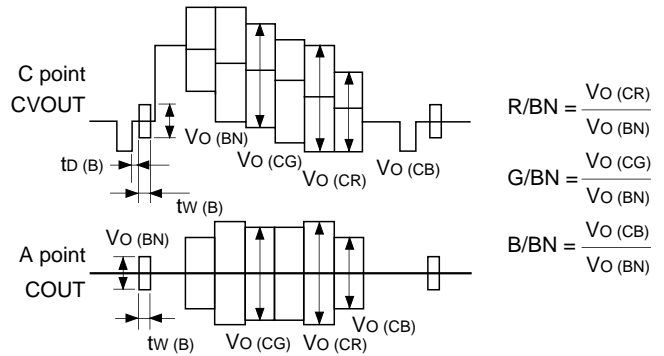 C point
CVOUT
VO (BN)
VO (CG)
VO (CR)
VO (CB)
tD (B)
tW (B)
R/BN = VO (CR)
VO (BN)
G/BN = VO (CG)
VO (BN)
B/BN = VO (CB)
VO (BN)
VO (BN)
A point
COUT
tW (B)
VO (CG)
VO (CR)
VO (CB)